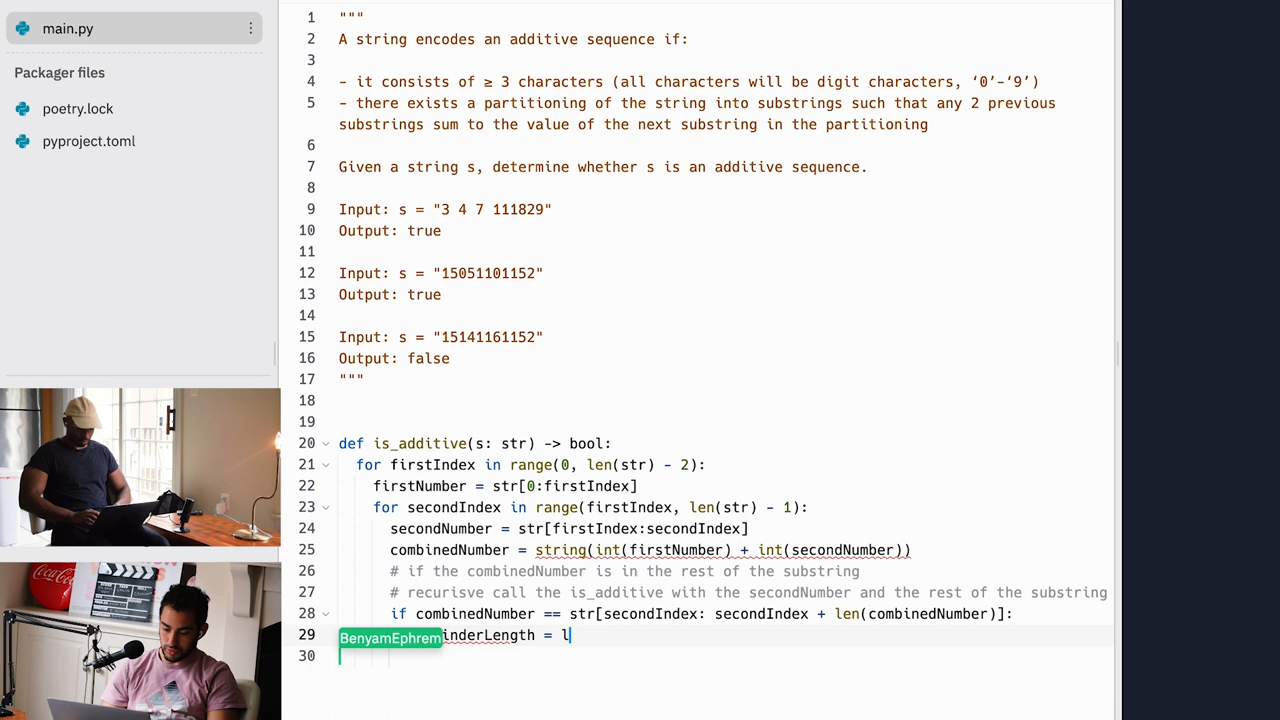 main.py
Packager files
poetry.lock
pyproject.toml
1 """
2 A string encodes an additive sequence if:
3
4 - it consists of ≥ 3 characters (all characters will be digit characters, ‘0’-‘9’)
5 - there exists a partitioning of the string into substrings such that any 2 previous
substrings sum to the value of the next substring in the partitioning
6
7 Given a string s, determine whether s is an additive sequence.
8
9 Input: s = "3 4 7 111829"
10 Output: true
11
12 Input: s = "15051101152"
13 Output: true
14
15 Input: s = "15141161152"
16 Output: false
17 """
18
19
20 def is_additive(s: str) -> bool:
21 for firstIndex in range(0, len(str) - 2):
22 firstNumber = str[0:firstIndex]
23 for secondIndex in range(firstIndex, len(str) - 1):
24 secondNumber = str[firstIndex:secondIndex]
25 combinedNumber = string(int(firstNumber) + int(secondNumber))
26 # if the combinedNumber is in the rest of the substring
27 # recurisve call the is_additive with the secondNumber and the rest of the substring
28 if combinedNumber == str[secondIndex: secondIndex + len(combinedNumber)]:
29 BenyamEphrem inderLength = l
30
Coca-Cola